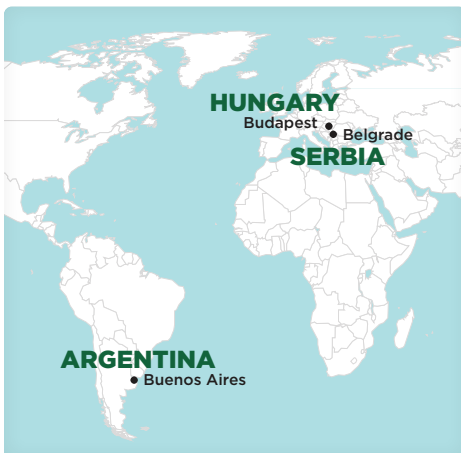 HUNGARY
Budapest
Belgrade
SERBIA
ARGENTINA
Buenos Aires